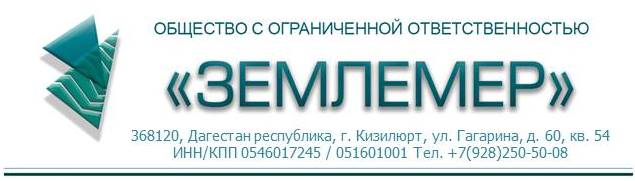 ОБЩЕСТВО С ОГРАНИЧЕННОЙ ОТВЕТСТВЕННОСТЬЮ
«ЗЕМЛЕМЕР»
368120, Дагестан республика, г. Кизилюрт, ул. Гагарина, д. 60, кв. 54
ИНН/КПП 0546017245 / 051601001 Тел. +7(928)250-50-08